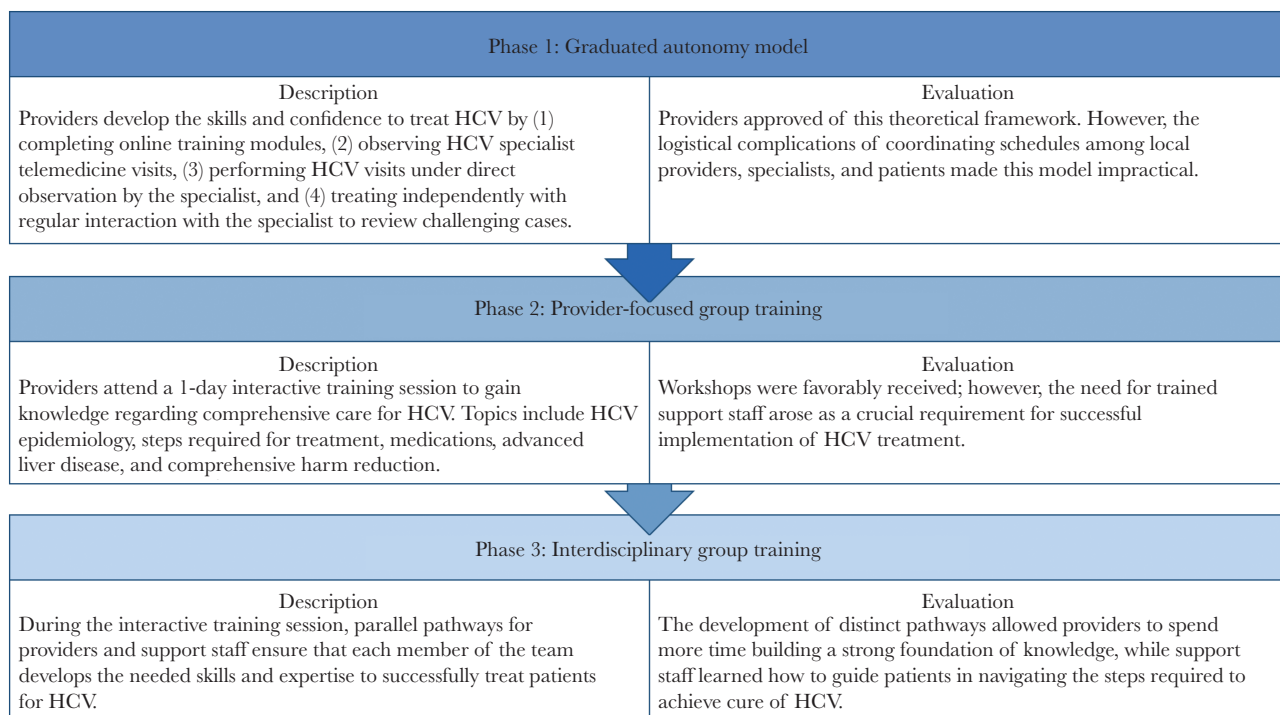 Phase 1: Graduated autonomy model
Description
Providers develop the skills and confidence to treat HCV by (1)
completing online training modules, (2) observing HCV specialist
telemedicine visits, (3) performing HCV visits under direct
observation by the specialist, and (4) treating independently with
regular interaction with the specialist to review challenging cases.
Evaluation
Providers approved of this theoretical framework. However, the
logistical complications of coordinating schedules among local
providers, specialists, and patients made this model impractical.
Phase 2: Provider-focused group training
Description
Providers attend a 1-day interactive training session to gain
knowledge regarding comprehensive care for HCV. Topics include HCV
epidemiology, steps required for treatment, medications, advanced
liver disease, and comprehensive harm reduction.
Evaluation
Workshops were favorably received; however, the need for trained
support staff arose as a crucial requirement for successful
implementation of HCV treatment.
Phase 3: Interdisciplinary group training
Description
During the interactive training session, parallel pathways for
providers and support staff ensure that each member of the team
develops the needed skills and expertise to successfully treat patients
for HCV.
Evaluation
The development of distinct pathways allowed providers to spend
more time building a strong foundation of knowledge, while support
staff learned how to guide patients in navigating the steps required to
achieve cure of HCV.